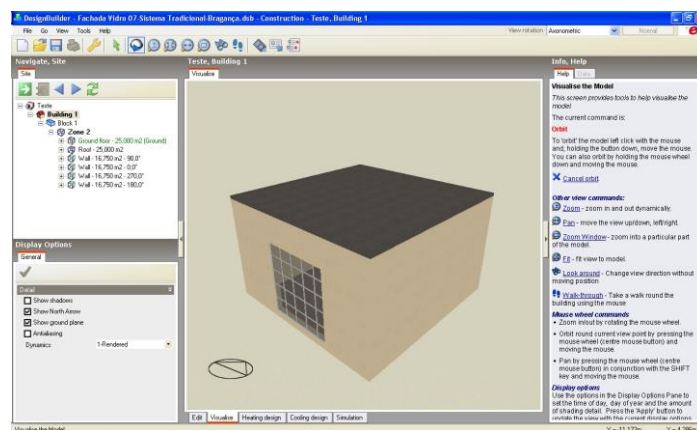 DesignBuilder - Fachada Vidro 07-Sistema Tradicional-Bragança.dsb - Construction - Teste, Building 1
File Go View Tools Help
View rotation Axonometric Normal
Navigate, Site
Site
Teste
Building 1
Block 1
Zone 2
Ground floor - 25,000 m2 (Ground)
Roof - 25,000 m2
Wall - 16,750 m2 - 90,0°
Wall - 16,750 m2 - 0,0°
Wall - 16,750 m2 - 270,0°
Wall - 16,750 m2 - 180,0°
Display Options
General
Detail
Show shadows
Show North Arrow
Show ground plane
Antialiasing
Dynamics 1-Rendered
Teste, Building 1
Visualise
Edit Visualise Heating design Cooling design Simulation
Info, Help
Help Data
Visualise the Model
This screen provides tools to help visualise the
model
The current command is:
Orbit
To 'orbit' the model left click with the mouse
and, holding the button down, move the mouse.
You can also orbit by holding the mouse wheel
down and moving the mouse.
Cancel orbit
Other view commands:
Zoom - zoom in and out dynamically.
Pan - move the view up/down, left/right.
Zoom Window - zoom into a particular part
of the model.
Fit - fit view to model.
Look around - Change view direction without
moving position
Walk-through - Take a walk round the
building using the mouse
Mouse wheel commands
• Zoom in/out by rotating the mouse wheel.
• Orbit round current view point by pressing the
mouse wheel (centre mouse button) and
moving the mouse.
• Pan by pressing the mouse wheel (centre
mouse button) in conjunction with the SHIFT
key and moving the mouse.
Display options
Use the options in the Display Options Pane to
set the time of day, day of year and the amount
of shading detail. Press the 'Apply' button to
update the view with the current display options
Visualise the Model